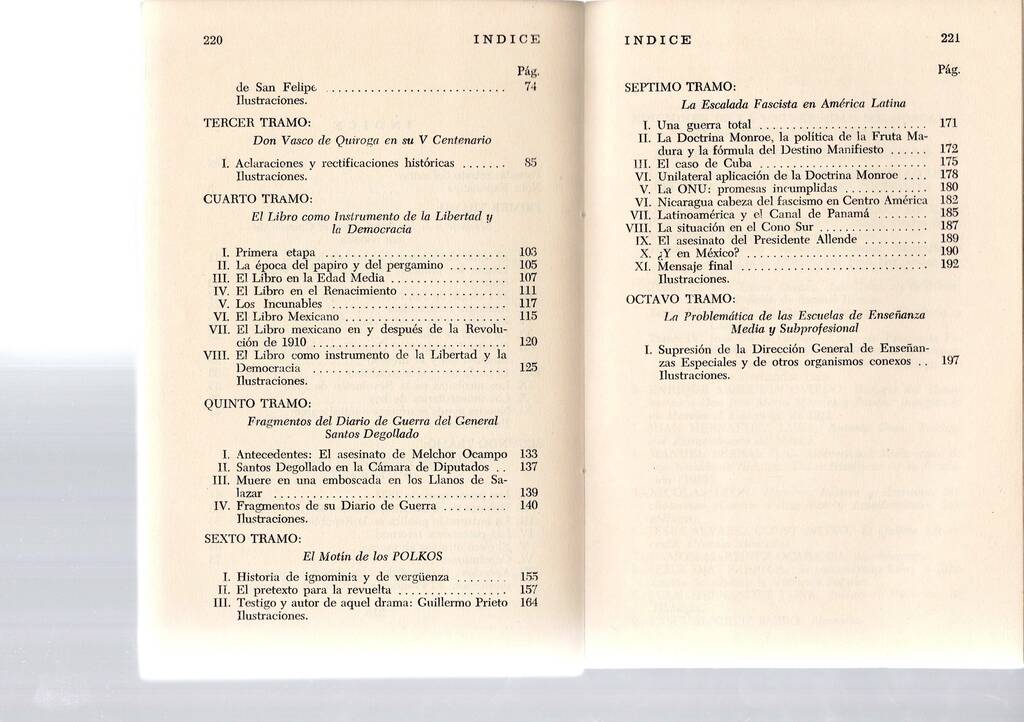 220 INDICE
Pág.
de San Felipe ............................ 74
Ilustraciones.
TERCER TRAMO:
Don Vasco de Quiroga en su V Centenario
I. Aclaraciones y rectificaciones históricas ....... 85
Ilustraciones.
CUARTO TRAMO:
El Libro como Instrumento de la Libertad y
la Democracia
I. Primera etapa ............................ 103
II. La época del papiro y del pergamino ......... 105
III. El Libro en la Edad Media .................. 107
IV. El Libro en el Renacimiento ................ 111
V. Los Incunables ........................... 117
VI. El Libro Mexicano ......................... 115
VII. El Libro mexicano en y después de la Revolu-
ción de 1910 .............................. 120
VIII. El Libro como instrumento de la Libertad y la
Democracia .............................. 125
Ilustraciones.
QUINTO TRAMO:
Fragmentos del Diario de Guerra del General
Santos Degollado
I. Antecedentes: El asesinato de Melchor Ocampo 133
II. Santos Degollado en la Cámara de Diputados .. 137
III. Muere en una emboscada en los Llanos de Sa-
lazar .................................... 139
IV. Fragmentos de su Diario de Guerra .......... 140
Ilustraciones.
SEXTO TRAMO:
El Motín de los POLKOS
I. Historia de ignominia y de vergüenza ........ 155
II. El pretexto para la revuelta ................. 157
III. Testigo y autor de aquel drama: Guillermo Prieto 164
Ilustraciones.
INDICE 221
Pág.
SEPTIMO TRAMO:
La Escalada Fascista en América Latina
I. Una guerra total .......................... 171
II. La Doctrina Monroe, la política de la Fruta Ma-
dura y la fórmula del Destino Manifiesto ...... 172
III. El caso de Cuba .......................... 175
VI. Unilateral aplicación de la Doctrina Monroe .... 178
V. La ONU: promesas incumplidas ............. 180
VI. Nicaragua cabeza del fascismo en Centro América 182
VII. Latinoamérica y el Canal de Panamá ........ 185
VIII. La situación en el Cono Sur ................. 187
IX. El asesinato del Presidente Allende .......... 189
X. ¿Y en México? ............................ 190
XI. Mensaje final ............................. 192
Ilustraciones.
OCTAVO TRAMO:
La Problemática de las Escuelas de Enseñanza
Media y Subprofesional
I. Supresión de la Dirección General de Enseñan-
zas Especiales y de otros organismos conexos .. 197
Ilustraciones.